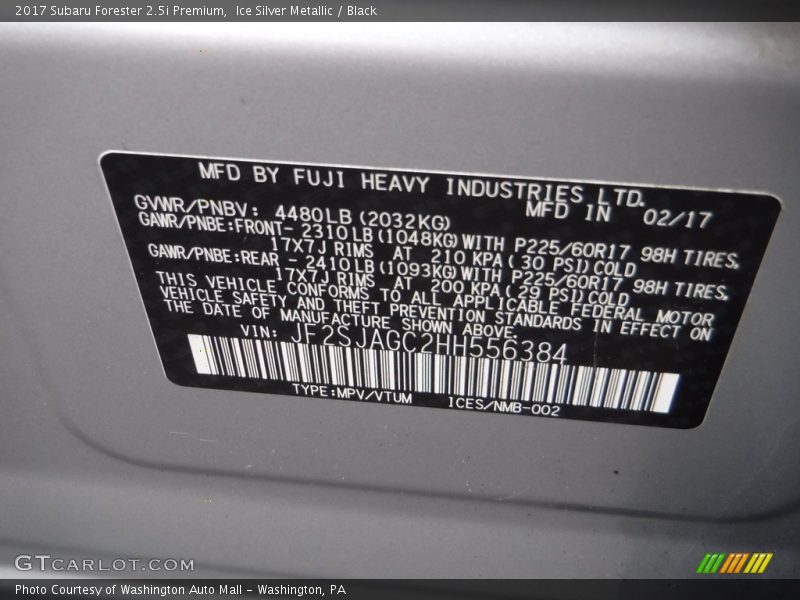 2017 Subaru Forester 2.5i Premium,  Ice Silver Metallic / Black
MFD BY FUJI HEAVY INDUSTRIES LTD.
MFD IN 02/17
GVWR/PNBV: 4480LB(2032KG)
GAWR/PNBE:FRONT- 2310LB(1048KG)WITH P225/60R17 98H TIRES.
17X7J RIMS AT 210 KPA(30 PSI)COLD
GAWR/PNBE:REAR - 2410LB(1093KG)WITH P225/60R17 98H TIRES.
17X7J RIMS AT 200 KPA(29 PSI)COLD
THIS VEHICLE CONFORMS TO ALL APPLICABLE FEDERAL MOTOR
VEHICLE SAFETY AND THEFT PREVENTION STANDARDS IN EFFECT ON
THE DATE OF MANUFACTURE SHOWN ABOVE.
VIN: JF2SJAGC2HH556384
TYPE:MPV/VTUM ICES/NMB-002
GTCARLOT.COM
Photo Courtesy of Washington Auto Mall - Washington, PA